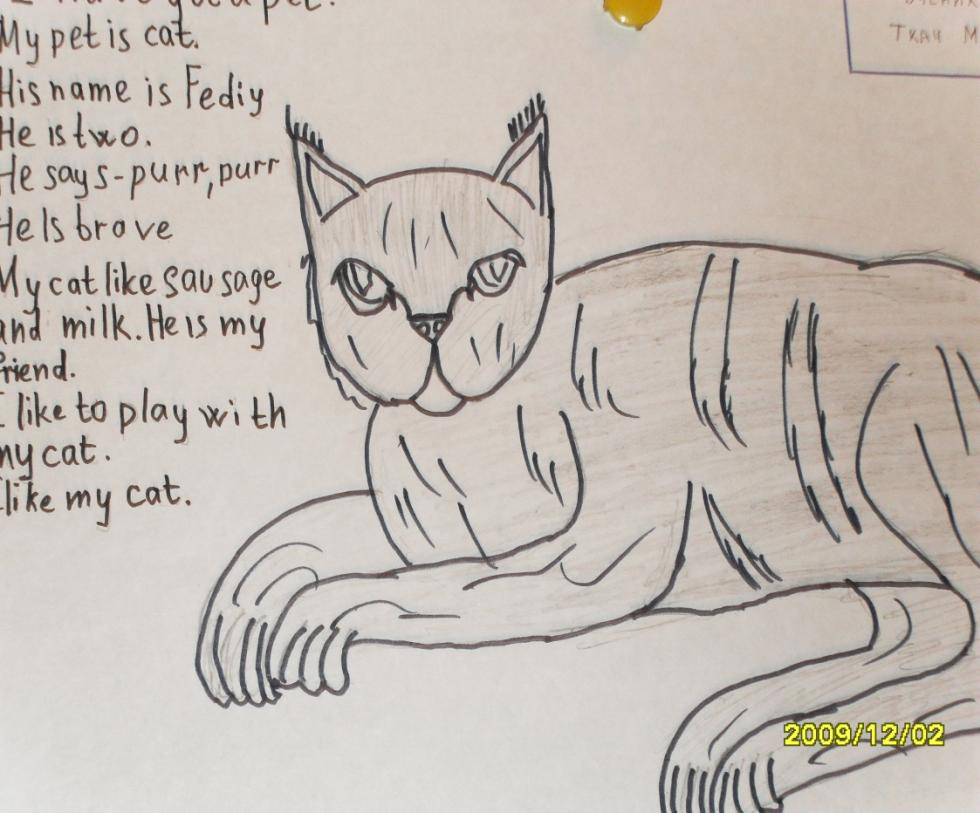 pet.
My pet is cat.
His name is Fediy
He is two.
He says-purr, purr
He Is brave
My cat like sausage
and milk. He is my
friend.
I like to play with
my cat.
I like my cat.
Ткач М
2009/12/02